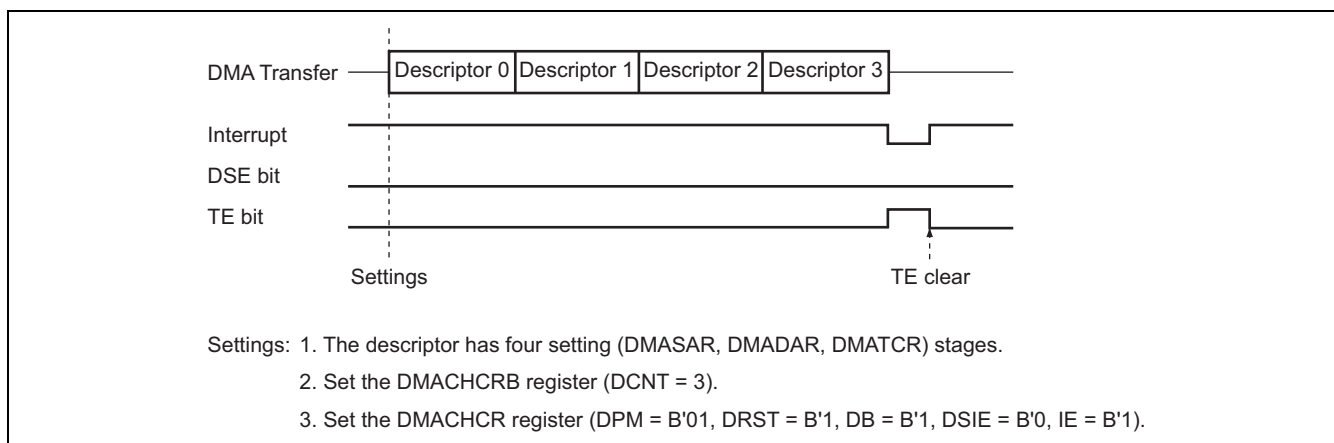 DMA Transfer Descriptor 0 Descriptor 1 Descriptor 2 Descriptor 3
Interrupt
DSE bit
TE bit
Settings TE clear
Settings: 1. The descriptor has four setting (DMASAR, DMADAR, DMATCR) stages.
2. Set the DMACHCRB register (DCNT = 3).
3. Set the DMACHCR register (DPM = B'01, DRST = B'1, DB = B'1, DSIE = B'0, IE = B'1).